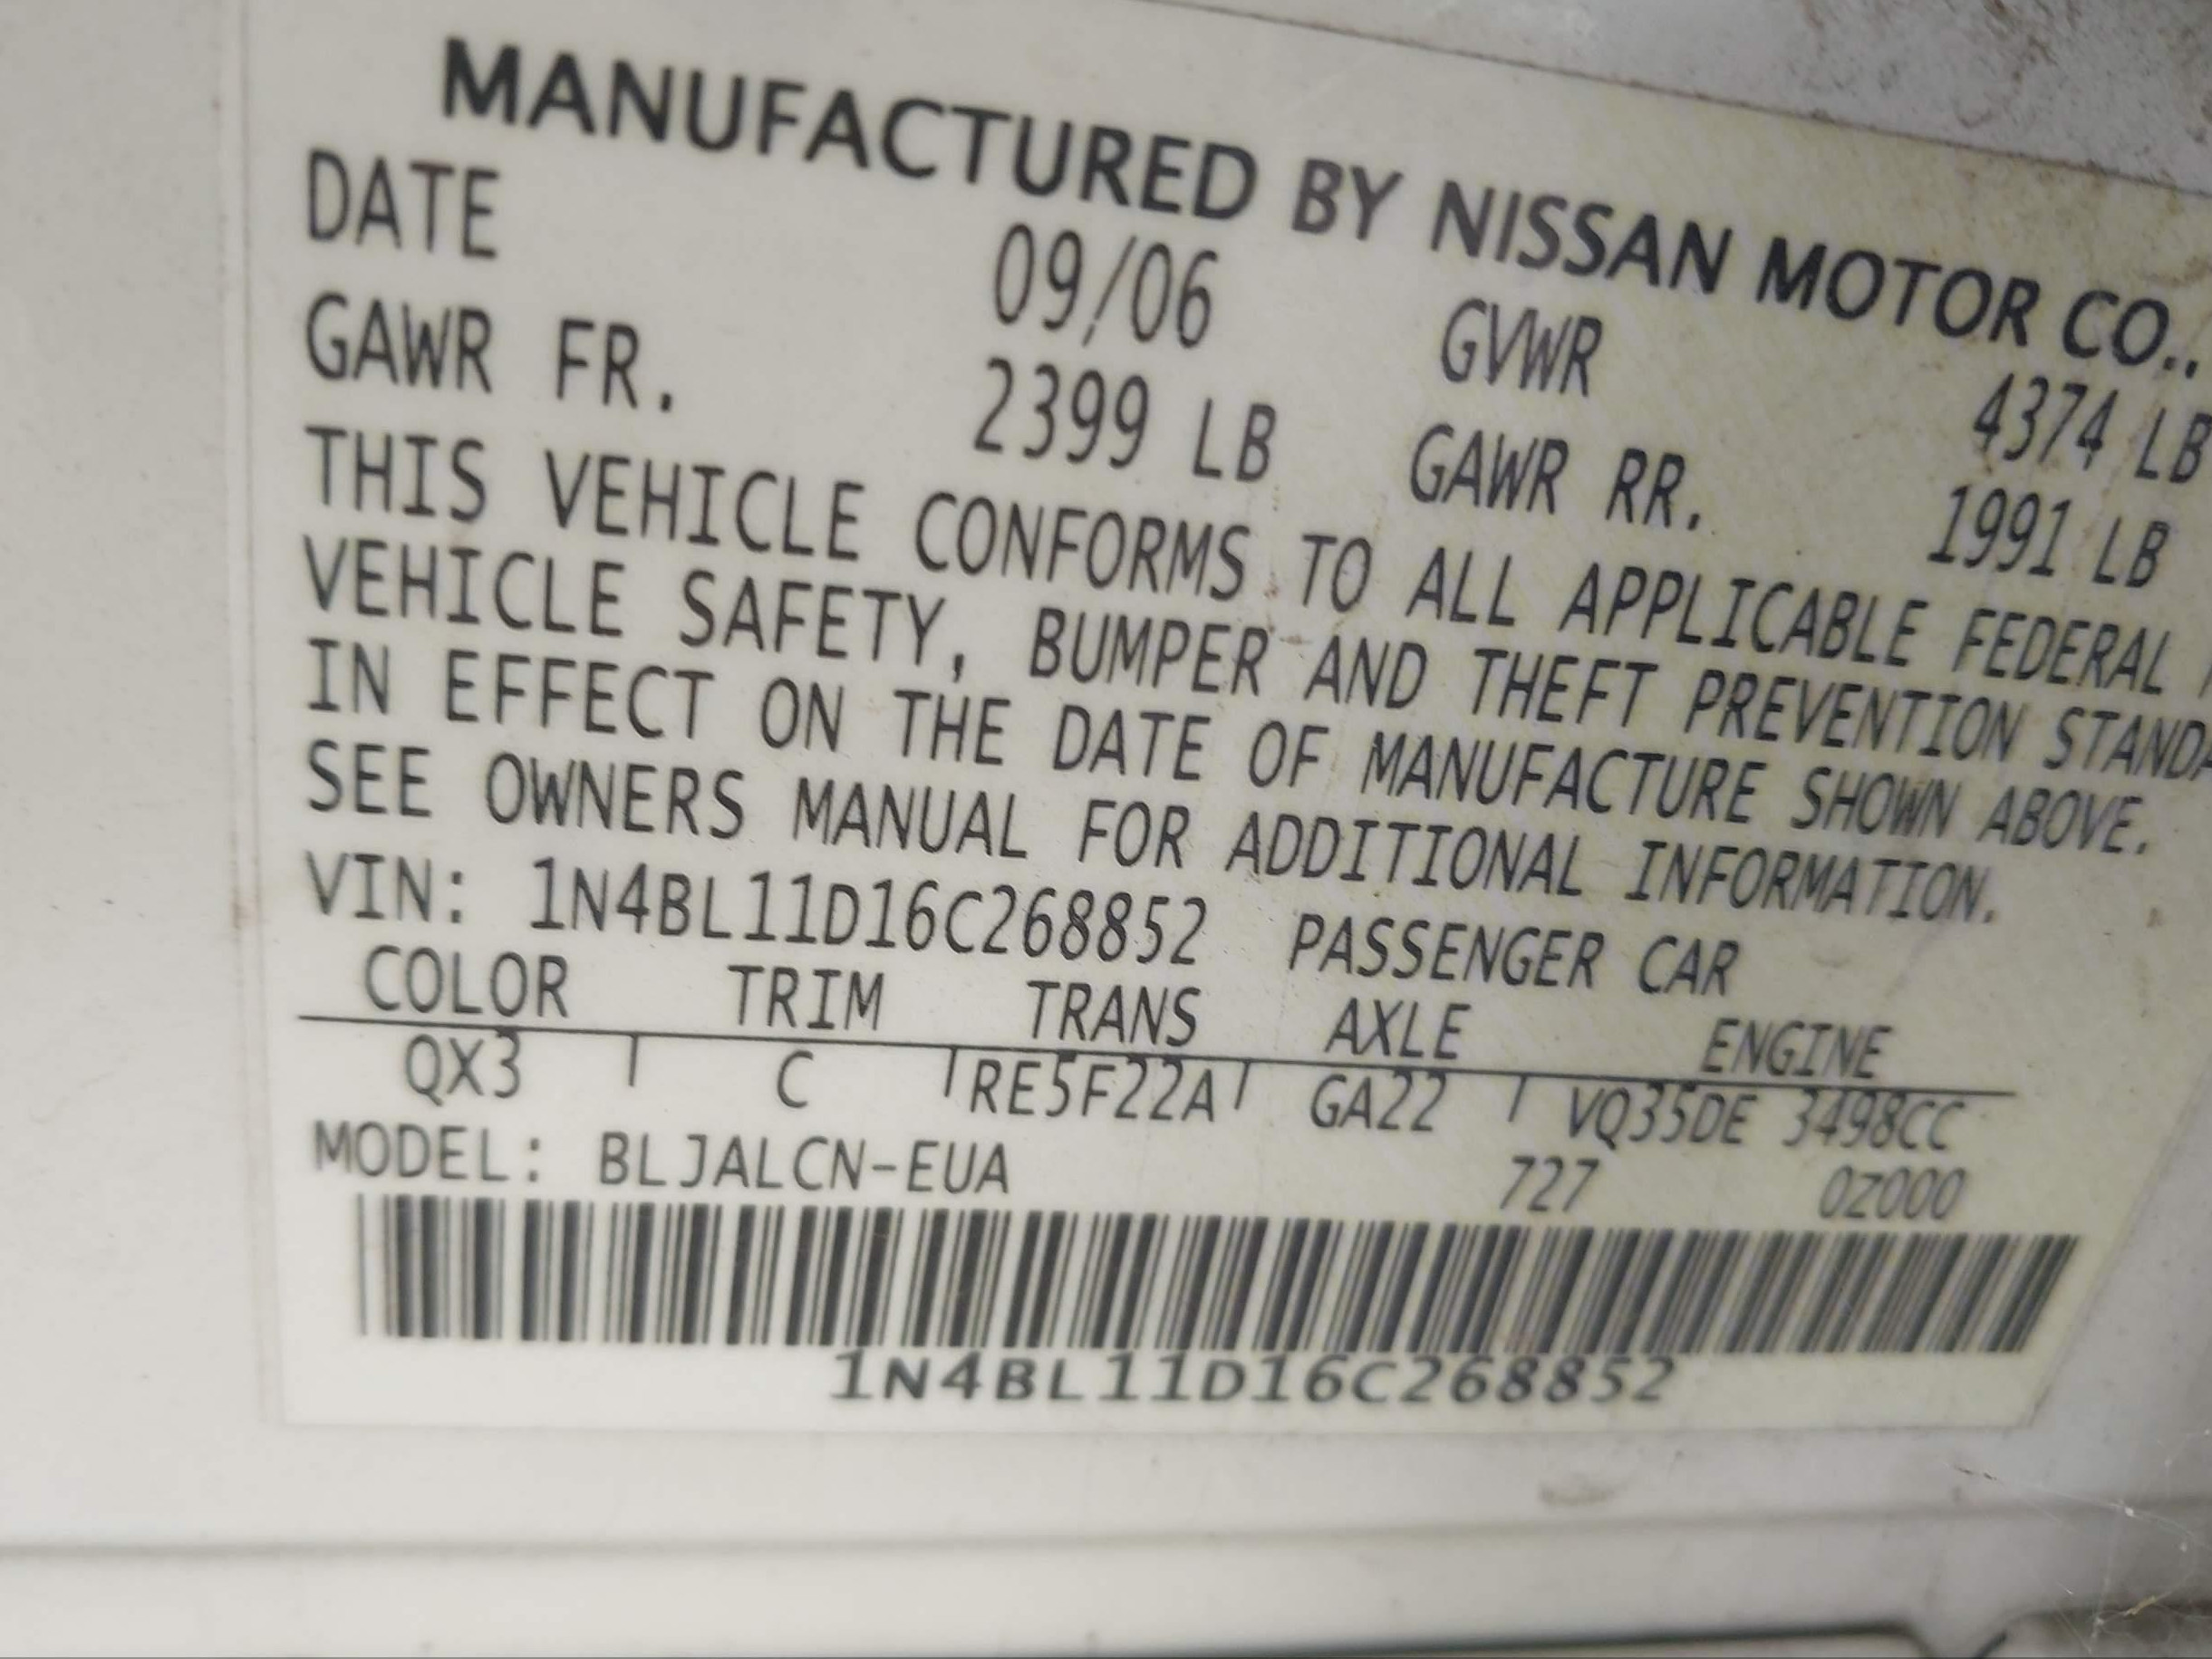 MANUFACTURED BY NISSAN MOTOR CO.,
DATE 09/06 GVWR 4374 LB
GAWR FR. 2399 LB GAWR RR. 1991 LB
THIS VEHICLE CONFORMS TO ALL APPLICABLE FEDERAL
VEHICLE SAFETY, BUMPER AND THEFT PREVENTION STANDA
IN EFFECT ON THE DATE OF MANUFACTURE SHOWN ABOVE.
SEE OWNERS MANUAL FOR ADDITIONAL INFORMATION.
VIN: 1N4BL11D16C268852 PASSENGER CAR
COLOR TRIM TRANS AXLE ENGINE
QX3 C RE5F22A GA22 VQ35DE 3498CC
MODEL: BLJALCN-EUA 727 0Z000
1N4BL11D16C268852